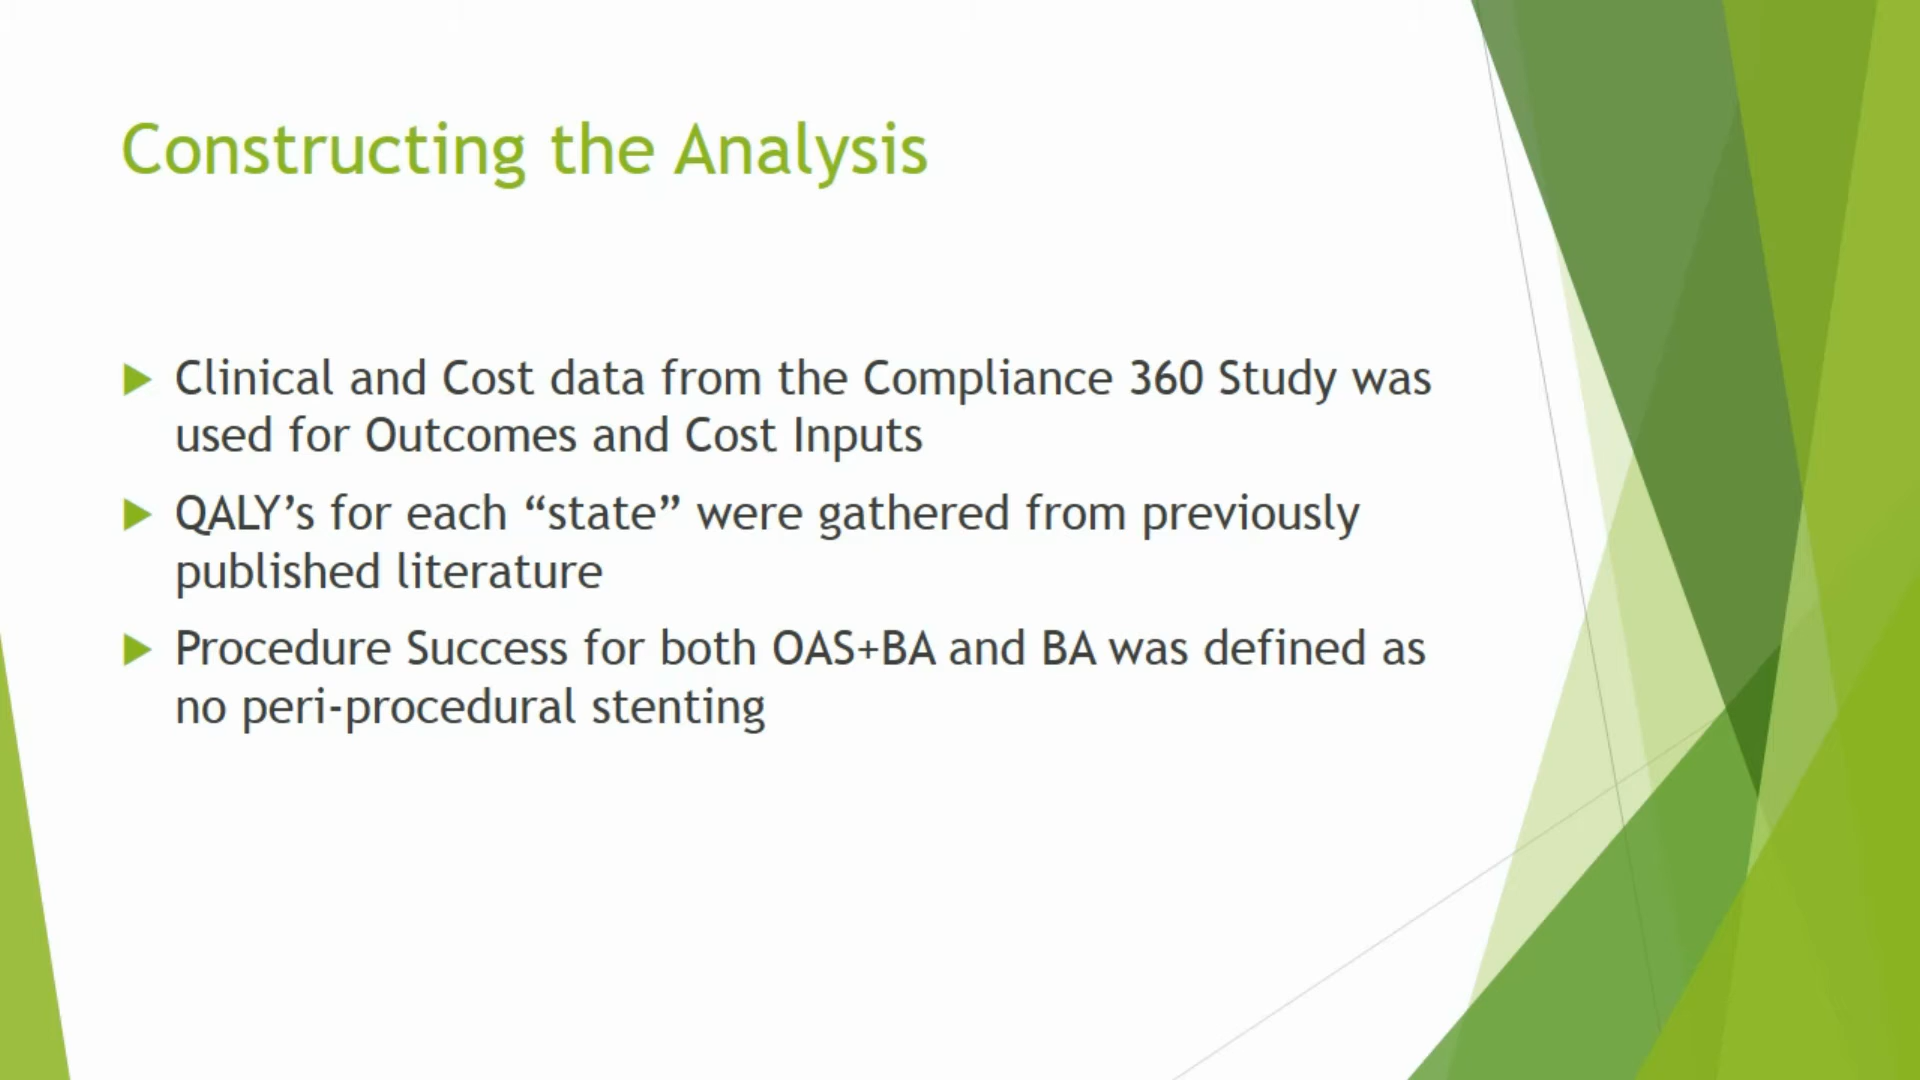 Constructing the Analysis
Clinical and Cost data from the Compliance 360 Study was
used for Outcomes and Cost Inputs
QALY’s for each “state” were gathered from previously
published literature
Procedure Success for both OAS+BA and BA was defined as
no peri-procedural stenting